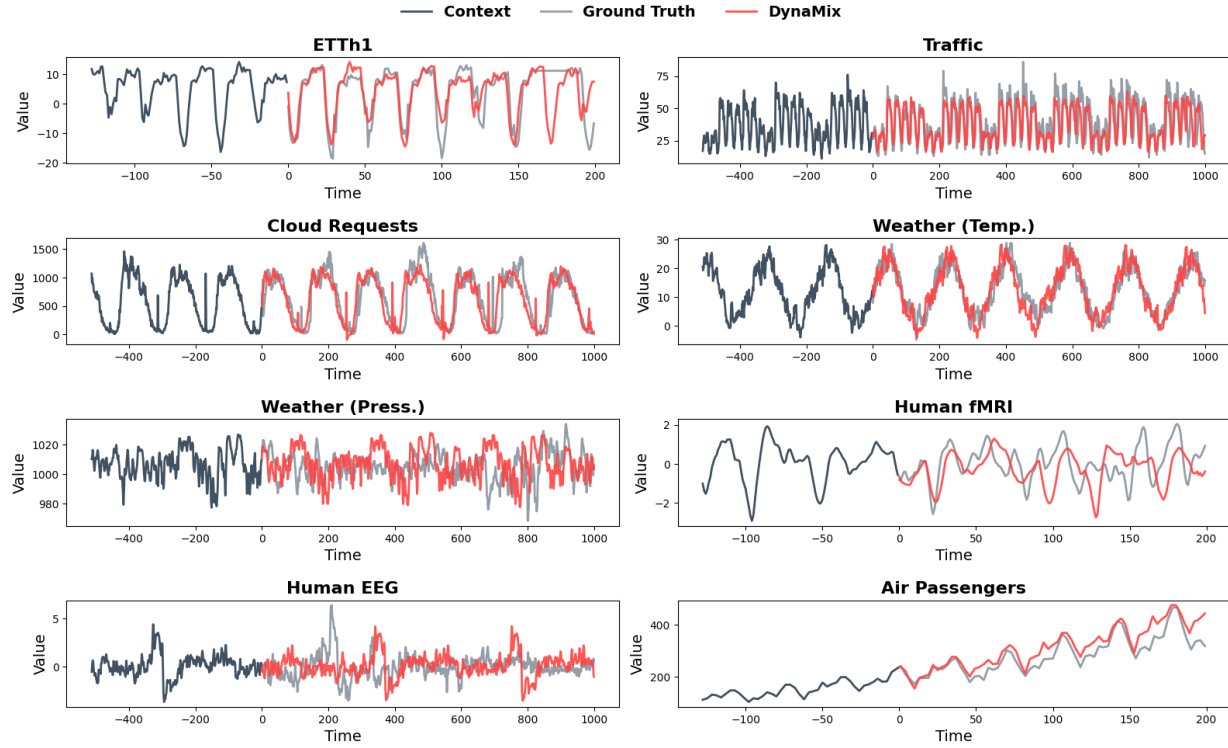 Context Ground Truth DynaMix
ETTh1
Value
10
0
−10
−20
−100 −50 0 50 100 150 200
Time
Traffic
Value
75
50
25
−400 −200 0 200 400 600 800 1000
Time
Cloud Requests
Value
1500
1000
500
0
−400 −200 0 200 400 600 800 1000
Time
Weather (Temp.)
Value
30
20
10
0
−400 −200 0 200 400 600 800 1000
Time
Weather (Press.)
Value
1020
1000
980
−400 −200 0 200 400 600 800 1000
Time
Human fMRI
Value
2
0
−2
−100 −50 0 50 100 150 200
Time
Human EEG
Value
5
0
−400 −200 0 200 400 600 800 1000
Time
Air Passengers
Value
400
200
−100 −50 0 50 100 150 200
Time